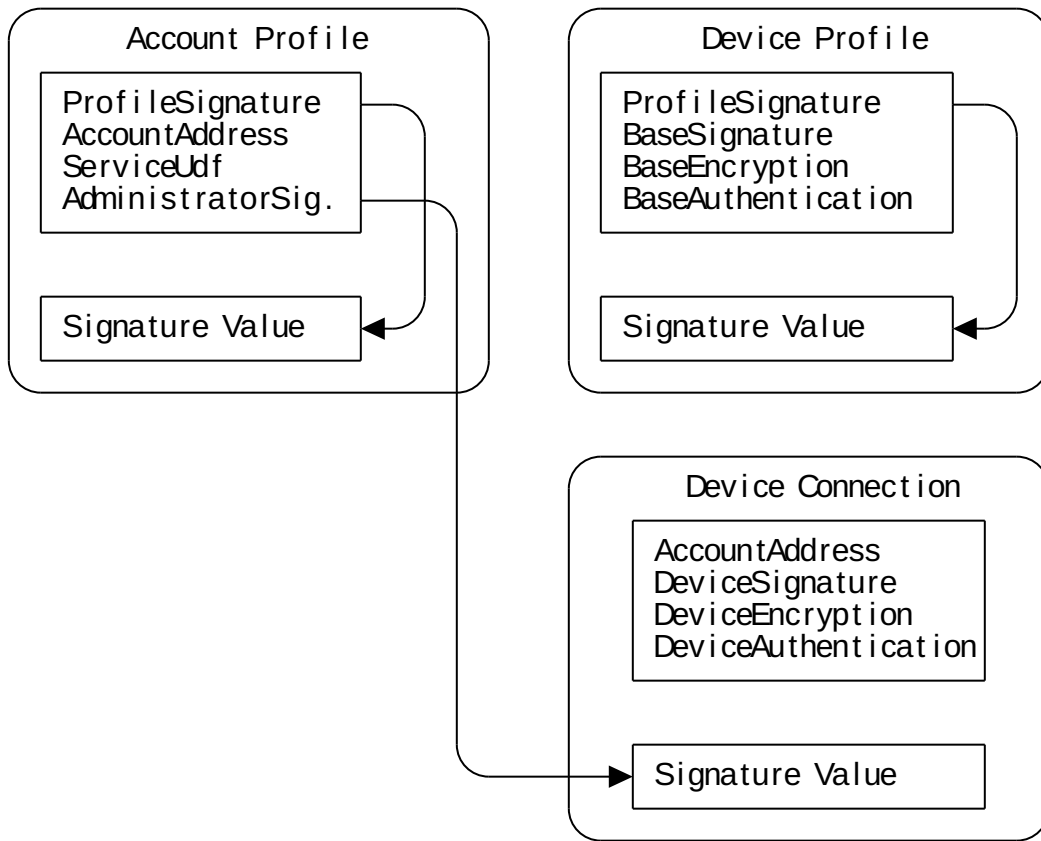 Account Profile
ProfileSignature
AccountAddress
ServiceUdf
AdministratorSig.
Signature Value
Device Profile
ProfileSignature
BaseSignature
BaseEncryption
BaseAuthentication
Signature Value
Device Connection
AccountAddress
DeviceSignature
DeviceEncryption
DeviceAuthentication
Signature Value